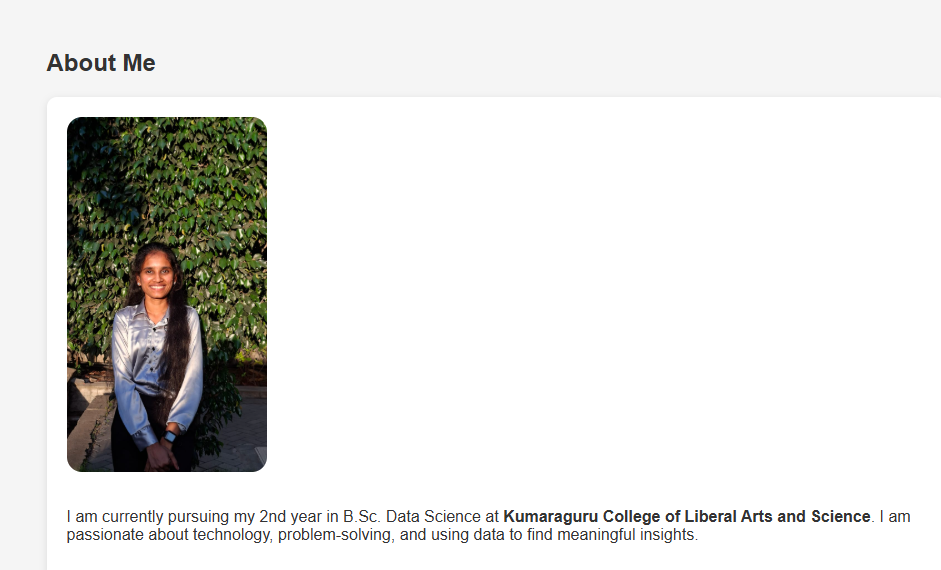 About Me
I am currently pursuing my 2nd year in B.Sc. Data Science at Kumaraguru College of Liberal Arts and Science. I am
passionate about technology, problem-solving, and using data to find meaningful insights.